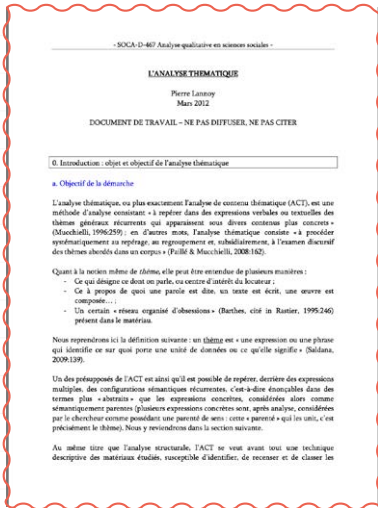 - SOCA-D-467 Analyse qualitative en sciences sociales -
L'ANALYSE THEMATIQUE
Pierre Lannoy
Mars 2012
DOCUMENT DE TRAVAIL – NE PAS DIFFUSER, NE PAS CITER
0. Introduction : objet et objectif de l'analyse thématique
a. Objectif de la démarche
L'analyse thématique, ou plus exactement l'analyse de contenu thématique (ACT), est une
méthode d'analyse consistant « à repérer dans des expressions verbales ou textuelles des
thèmes généraux récurrents qui apparaissent sous divers contenus plus concrets »
(Mucchielli, 1996:259) ; en d'autres mots, l'analyse thématique consiste « à procéder
systématiquement au repérage, au regroupement et, subsidiairement, à l'examen discursif
des thèmes abordés dans un corpus » (Paillé & Mucchielli, 2008:162).
Quant à la notion même de thème, elle peut être entendue de plusieurs manières :
- Ce qui désigne ce dont on parle, ou centre d'intérêt du locuteur ;
- Ce à propos de quoi une parole est dite, un texte est écrit, une œuvre est
composée… ;
- Un certain « réseau organisé d'obsessions » (Barthes, cité in Rastier, 1995:246)
présent dans le matériau.
Nous reprendrons ici la définition suivante : un thème est « une expression ou une phrase
qui identifie ce sur quoi porte une unité de données ou ce qu'elle signifie » (Saldana,
2009:139).
Un des présupposés de l'ACT est ainsi qu'il est possible de repérer, derrière des expressions
multiples, des configurations sémantiques récurrentes, c'est-à-dire énonçables dans des
termes plus « abstraits » que les expressions concrètes, considérées alors comme
sémantiquement parentes (plusieurs expressions concrètes sont, après analyse, considérées
par le chercheur comme possédant une parenté de sens : cette « parenté » qui les unit, c'est
précisément le thème). Nous y reviendrons dans la section suivante.
Au même titre que l'analyse structurale, l'ACT se veut avant tout une technique
descriptive des matériaux étudiés, susceptible d'identifier, de recenser et de classer les